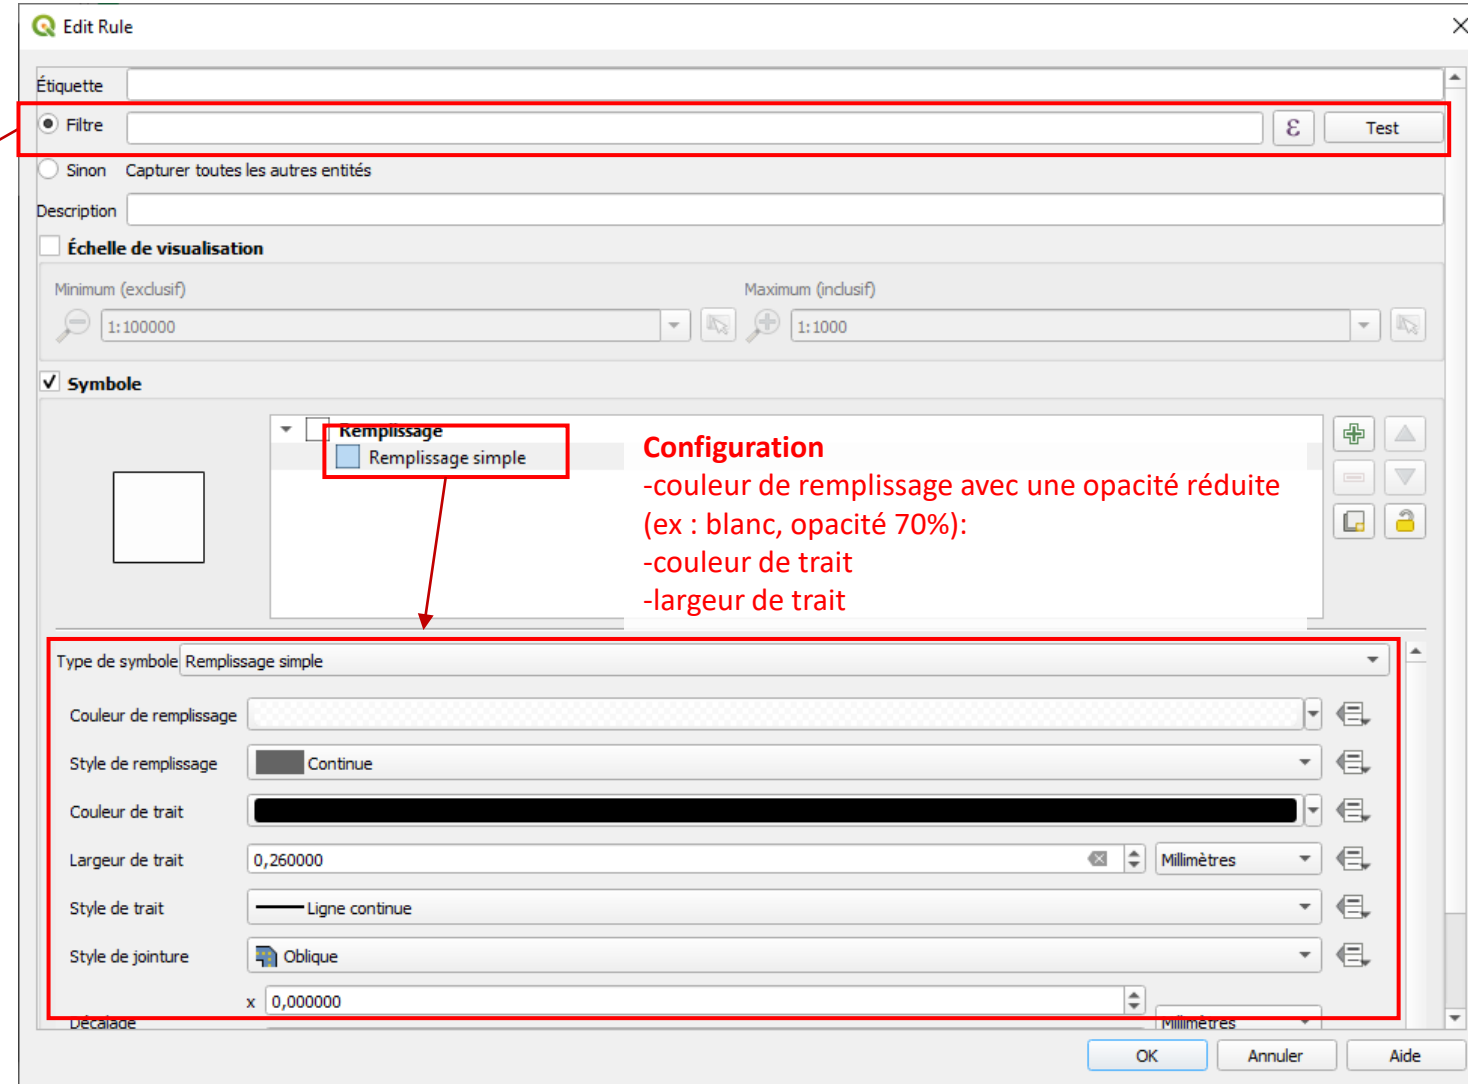 Edit Rule
Étiquette
Filtre
ε Test
Sinon Capturer toutes les autres entités
Description
Échelle de visualisation
Minimum (exclusif) Maximum (inclusif)
1:100000 1:1000
Symbole
Remplissage
Remplissage simple
Configuration
-couleur de remplissage avec une opacité réduite
(ex : blanc, opacité 70%):
-couleur de trait
-largeur de trait
Type de symbole Remplissage simple
Couleur de remplissage
Style de remplissage Continue
Couleur de trait
Largeur de trait 0,260000 Millimètres
Style de trait Ligne continue
Style de jointure Oblique
x 0,000000
Décalage Millimètres
OK Annuler Aide